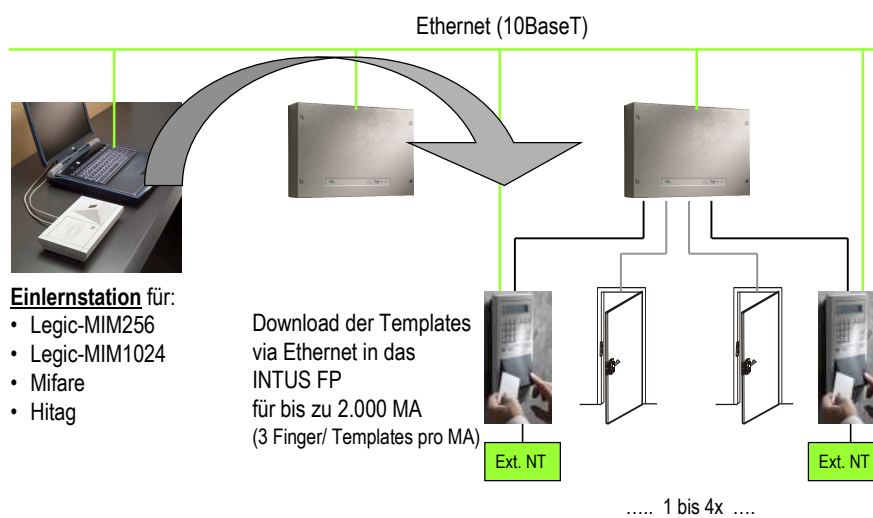 Ethernet (10BaseT)
Einlernstation für:
• Legic-MIM256
• Legic-MIM1024
• Mifare
• Hitag
Download der Templates
via Ethernet in das
INTUS FP
für bis zu 2.000 MA
(3 Finger/ Templates pro MA)
Ext. NT
Ext. NT
….. 1 bis 4x ….